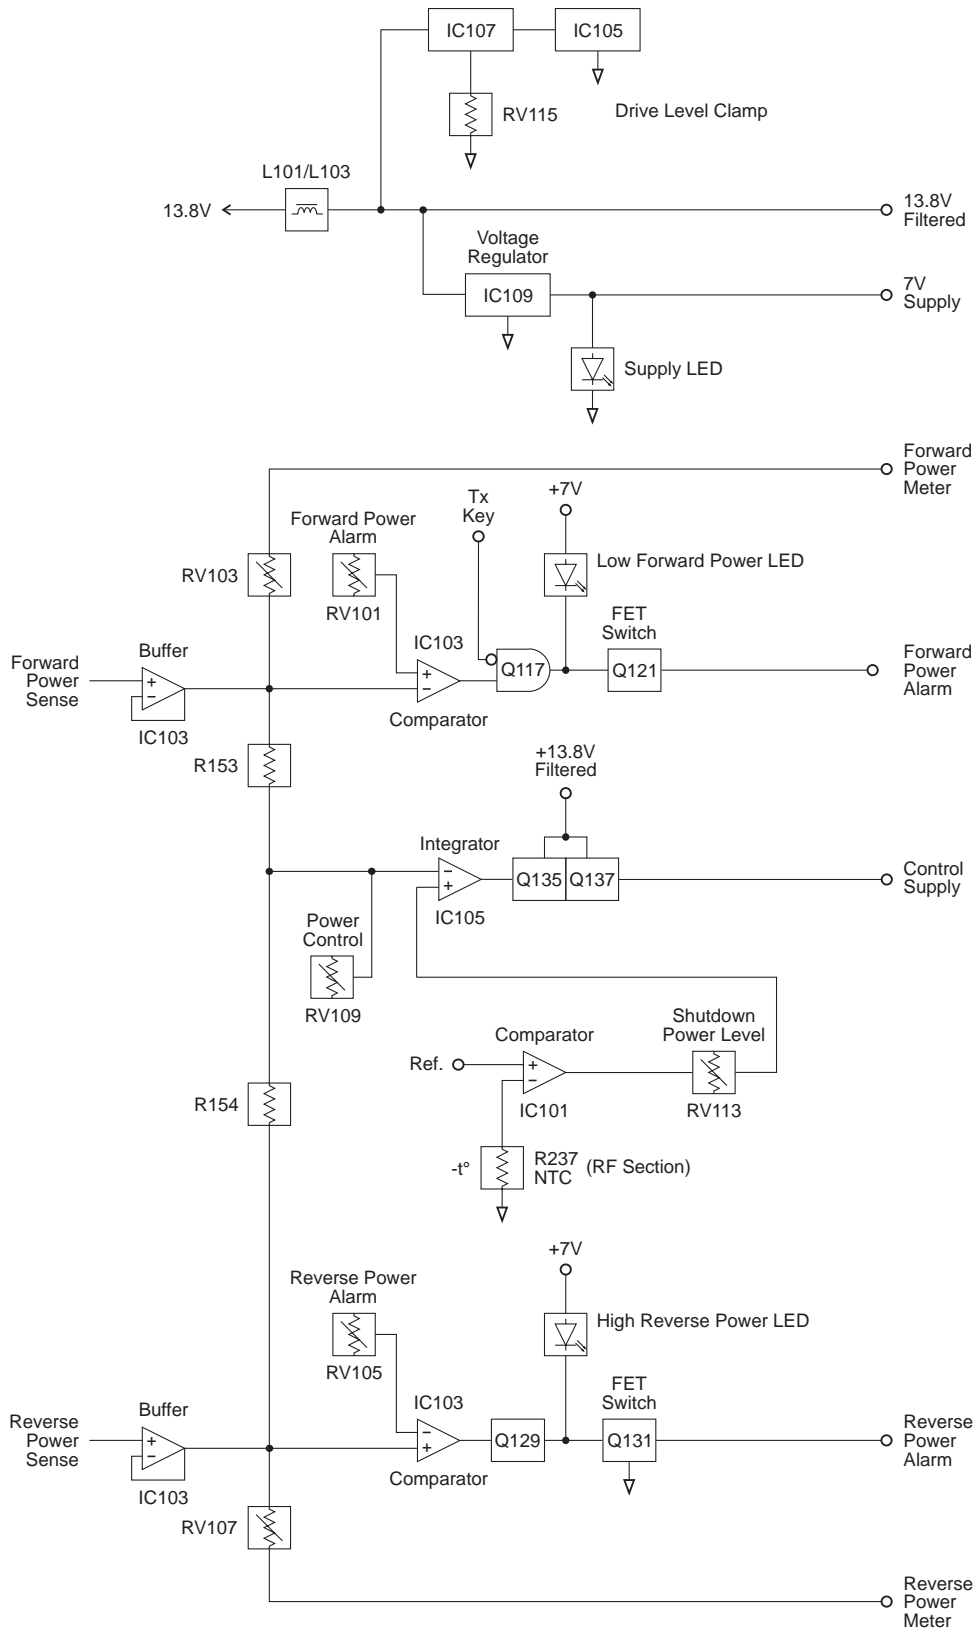 IC107
IC105
RV115
Drive Level Clamp
L101/L103
13.8V
13.8V
Filtered
Voltage
Regulator
IC109
7V
Supply
Supply LED
Forward
Power
Meter
Tx
Key
+7V
Forward Power
Alarm
RV103
RV101
Low Forward Power LED
FET
Switch
Buffer
IC103
Forward
Power
Sense
+
−
IC103
+
−
Comparator
Q117
Q121
Forward
Power
Alarm
R153
+13.8V
Filtered
Integrator
−
+
IC105
Q135
Q137
Control
Supply
Power
Control
RV109
Shutdown
Power Level
Comparator
Ref.
+
−
IC101
RV113
R154
-t°
R237
NTC
(RF Section)
+7V
Reverse Power
Alarm
RV105
High Reverse Power LED
FET
Switch
Buffer
IC103
Reverse
Power
Sense
+
−
IC103
−
+
Comparator
Q129
Q131
Reverse
Power
Alarm
RV107
Reverse
Power
Meter